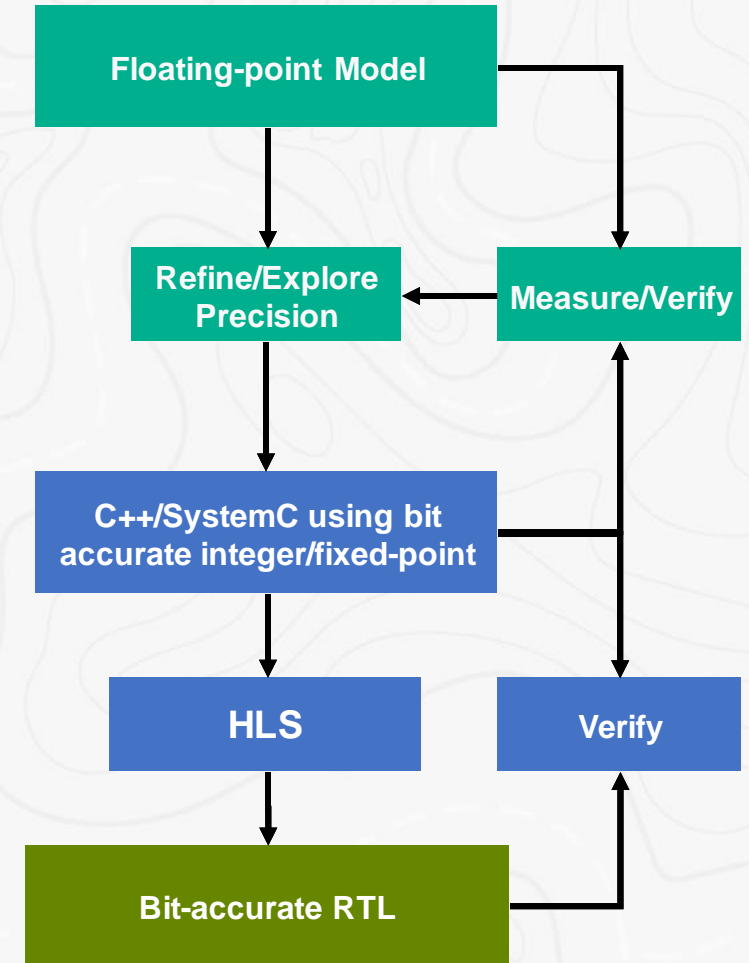 Floating-point Model
Refine/Explore
Precision
Measure/Verify
C++/SystemC using bit
accurate integer/fixed-point
HLS
Verify
Bit-accurate RTL